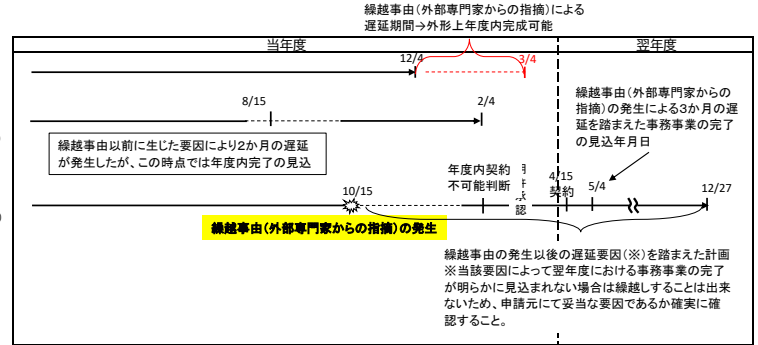 繰越事由(外部専門家からの指摘)による
遅延期間→外形上年度内完成可能
当年度
翌年度
12/4
3/4
8/15
2/4
繰越事由以前に生じた要因により2か月の遅延
が発生したが、この時点では年度内完了の見込
繰越事由(外部専門家からの
指摘)の発生による3か月の遅
延を踏まえた事務事業の完了
の見込年月日
年度内契約
不可能判断
承
認
4/15
契約
5/4
12/27
10/15
繰越事由(外部専門家からの指摘)の発生
繰越事由の発生以後の遅延要因(※)を踏まえた計画
※当該要因によって翌年度における事務事業の完了
が明らかに見込まれない場合は繰越しすることは出来
ないため、申請元にて妥当な要因であるか確実に確
認すること。